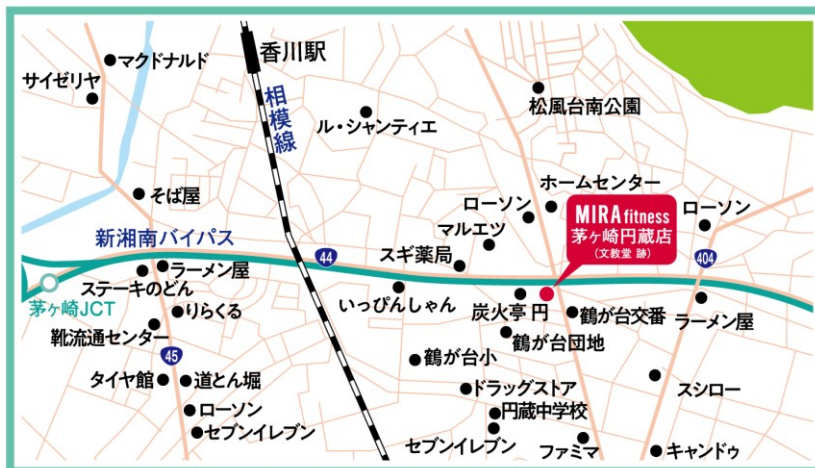 マクドナルド
サイゼリヤ
香川駅
相模線
ル・シャンティエ
松風台南公園
そば屋
ローソン
ホームセンター
マルエツ
MIRA fitness
茅ヶ崎円蔵店
(文教堂 跡)
ローソン
新湘南バイパス
44
スギ薬局
404
ラーメン屋
ステーキのどん
茅ヶ崎JCT
りらくる
いっぴんしゃん
炭火亭 円
鶴が台交番
ラーメン屋
靴流通センター
鶴が台団地
45
鶴が台小
タイヤ館
道とん堀
ドラッグストア
スシロー
ローソン
円蔵中学校
セブンイレブン
セブンイレブン
ファミマ
キャンドゥ